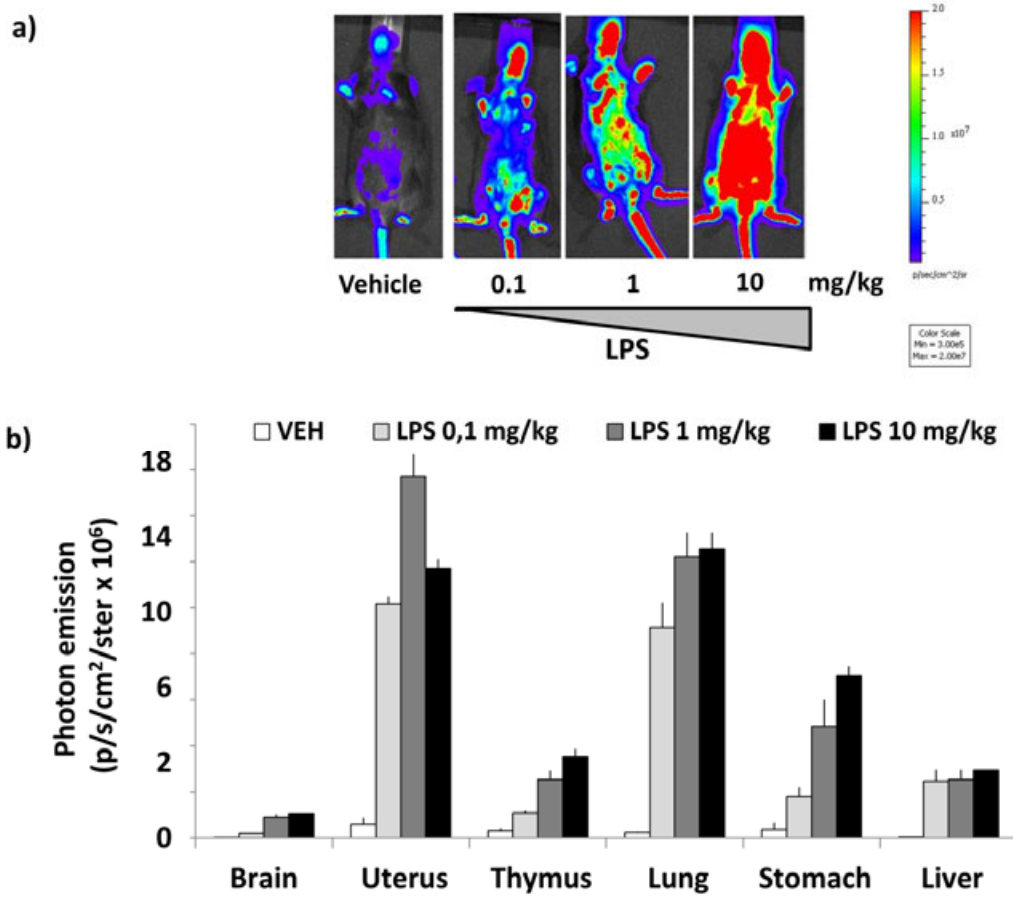 a)
2.0
1.5
1.0 x10⁷
0.5
p/sec/cm^2/sr
Vehicle 0.1 1 10 mg/kg
LPS
Color Scale
Min = 3.00e5
Max = 2.00e7
b)
VEH LPS 0,1 mg/kg LPS 1 mg/kg LPS 10 mg/kg
Photon emission
(p/s/cm²/ster x 10⁶)
18
14
10
6
2
0
Brain Uterus Thymus Lung Stomach Liver